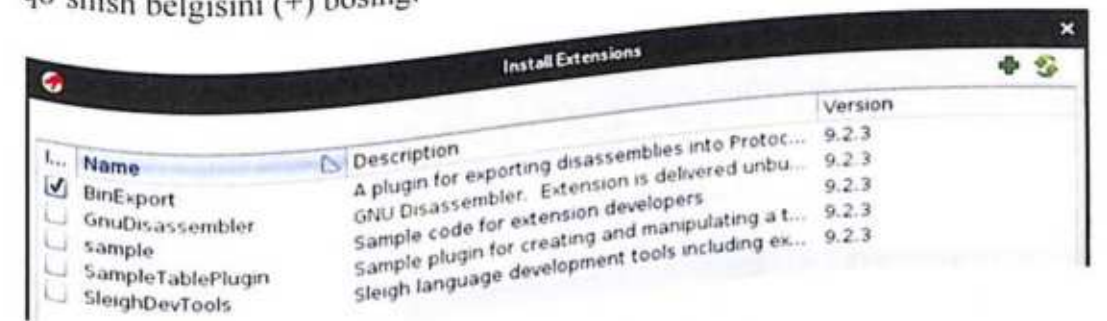 qo'shish belgisini (+) bosing.
Install Extensions
I... Name Description Version
BinExport A plugin for exporting disassemblies into Protoc... 9.2.3
GnuDisassembler GNU Disassembler. Extension is delivered unbu... 9.2.3
sample Sample code for extension developers 9.2.3
SampleTablePlugin Sample plugin for creating and manipulating a t... 9.2.3
SleighDevTools Sleigh language development tools including ex... 9.2.3